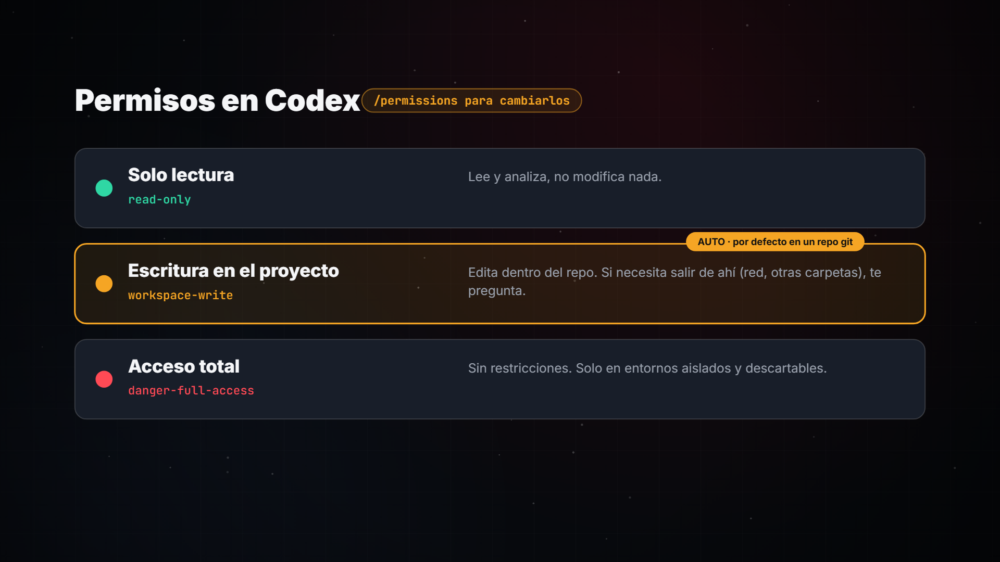 Permisos en Codex /permissions para cambiarlos
Solo lectura
read-only
Lee y analiza, no modifica nada.
AUTO · por defecto en un repo git
Escritura en el proyecto
workspace-write
Edita dentro del repo. Si necesita salir de ahí (red, otras carpetas), te
pregunta.
Acceso total
danger-full-access
Sin restricciones. Solo en entornos aislados y descartables.